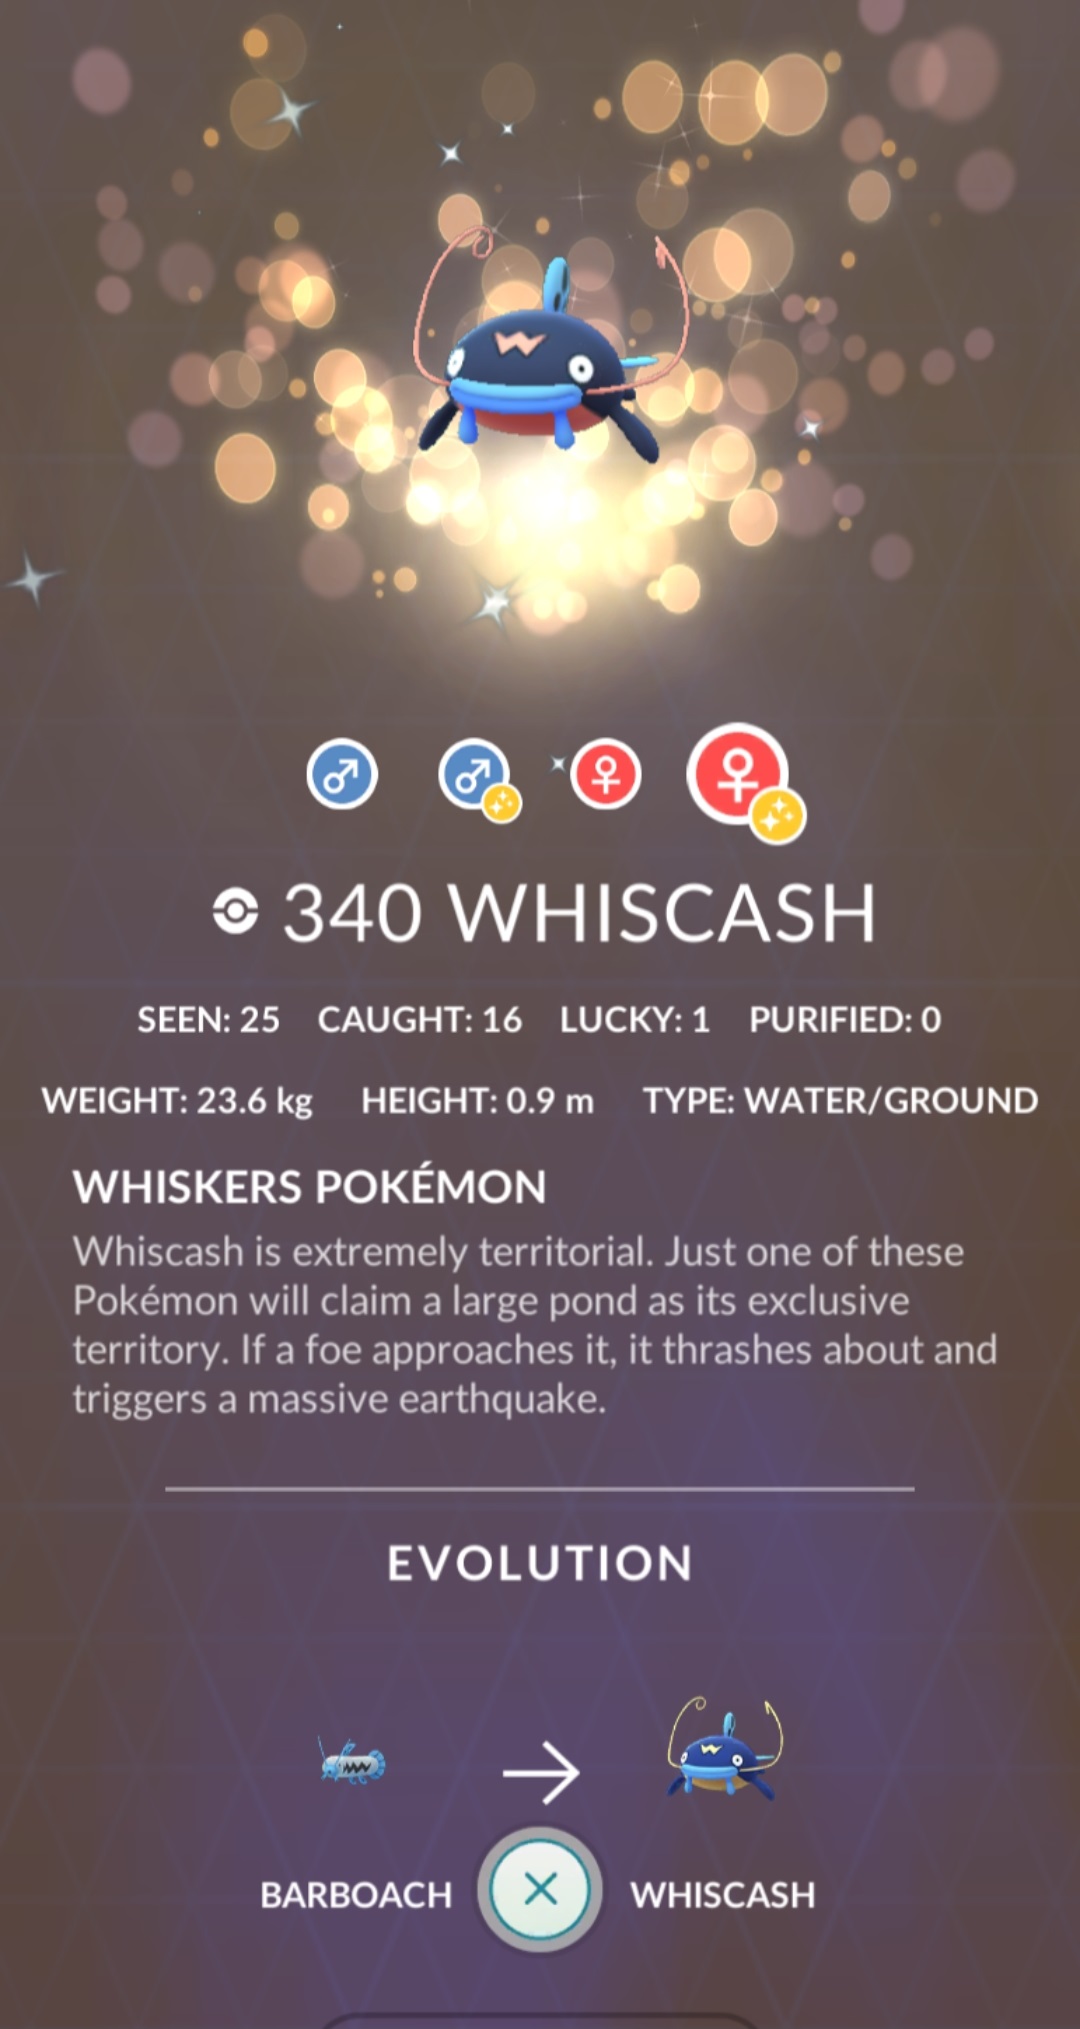 340 WHISCASH
SEEN: 25 CAUGHT: 16 LUCKY: 1 PURIFIED: 0
WEIGHT: 23.6 kg HEIGHT: 0.9 m TYPE: WATER/GROUND
WHISKERS POKÉMON
Whiscash is extremely territorial. Just one of these
Pokémon will claim a large pond as its exclusive
territory. If a foe approaches it, it thrashes about and
triggers a massive earthquake.
EVOLUTION
BARBOACH WHISCASH